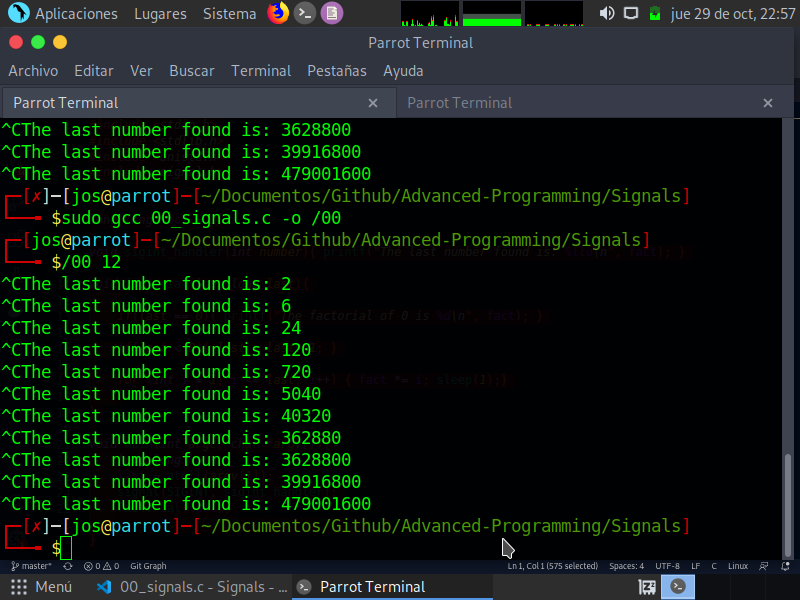 Aplicaciones Lugares Sistema jue 29 de oct, 22:57
Parrot Terminal
Archivo Editar Ver Buscar Terminal Pestañas Ayuda
Parrot Terminal × Parrot Terminal ×
^CThe last number found is: 3628800
^CThe last number found is: 39916800
^CThe last number found is: 479001600
┌─[✗]─[jos@parrot]─[~/Documentos/Github/Advanced-Programming/Signals]
└──╼ $sudo gcc 00_signals.c -o /00
┌─[jos@parrot]─[~/Documentos/Github/Advanced-Programming/Signals]
└──╼ $/00 12
^CThe last number found is: 2
^CThe last number found is: 6
^CThe last number found is: 24
^CThe last number found is: 120
^CThe last number found is: 720
^CThe last number found is: 5040
^CThe last number found is: 40320
^CThe last number found is: 362880
^CThe last number found is: 3628800
^CThe last number found is: 39916800
^CThe last number found is: 479001600
┌─[✗]─[jos@parrot]─[~/Documentos/Github/Advanced-Programming/Signals]
└──╼ $
master* 0 0 Git Graph Ln 1, Col 1 (575 selected) Spaces: 4 UTF-8 LF C Linux
Menú 00_signals.c - Signals - ... Parrot Terminal